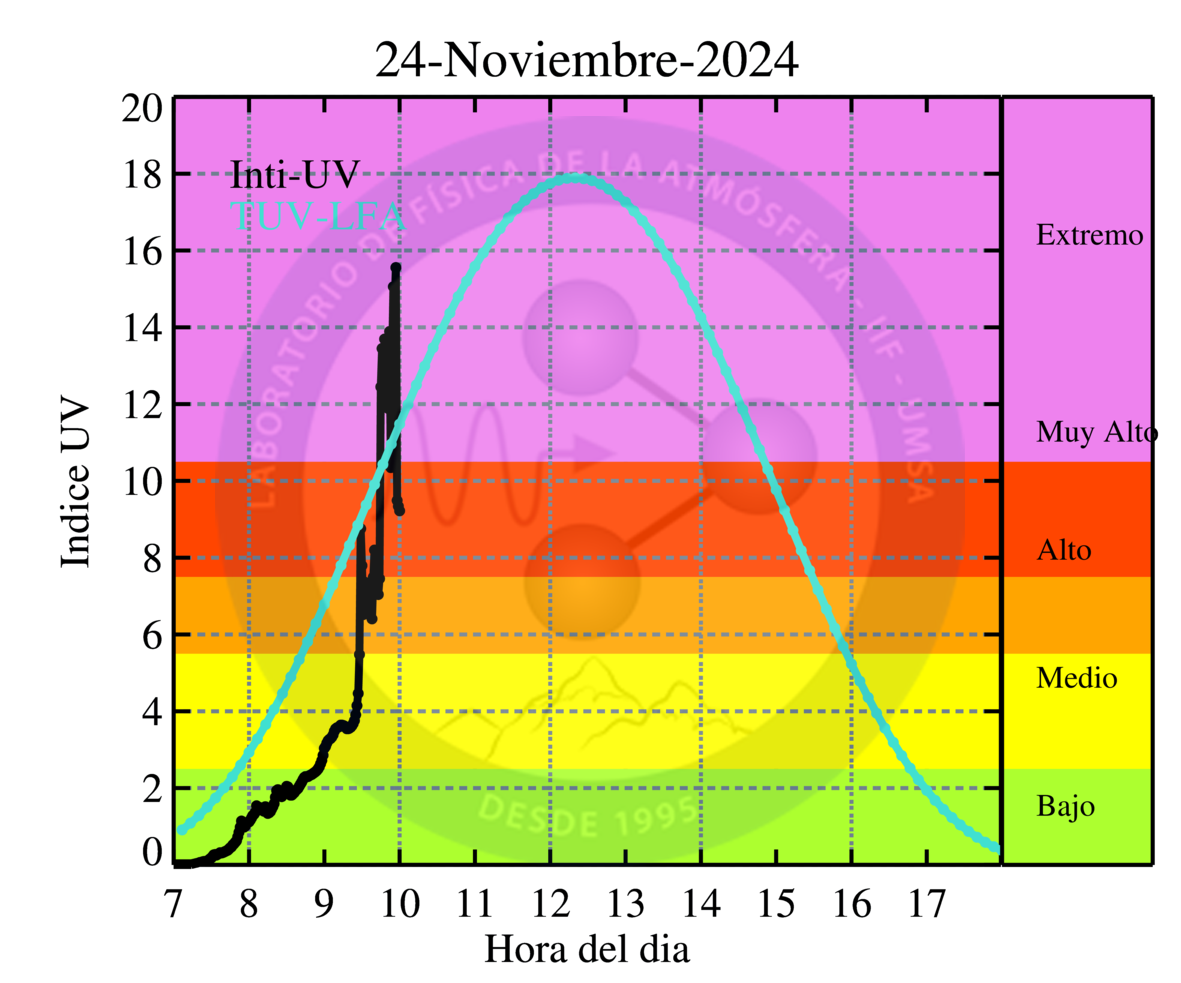 24-Noviembre-2024
20
18
16
14
12
10
8
6
4
2
0
Indice UV
Inti-UV
TUV-LFA
LABORATORIO DE FÍSICA DE LA ATMÓSFERA - IIF - UMSA
DESDE 1995
Extremo
Muy Alto
Alto
Medio
Bajo
7 8 9 10 11 12 13 14 15 16 17
Hora del dia